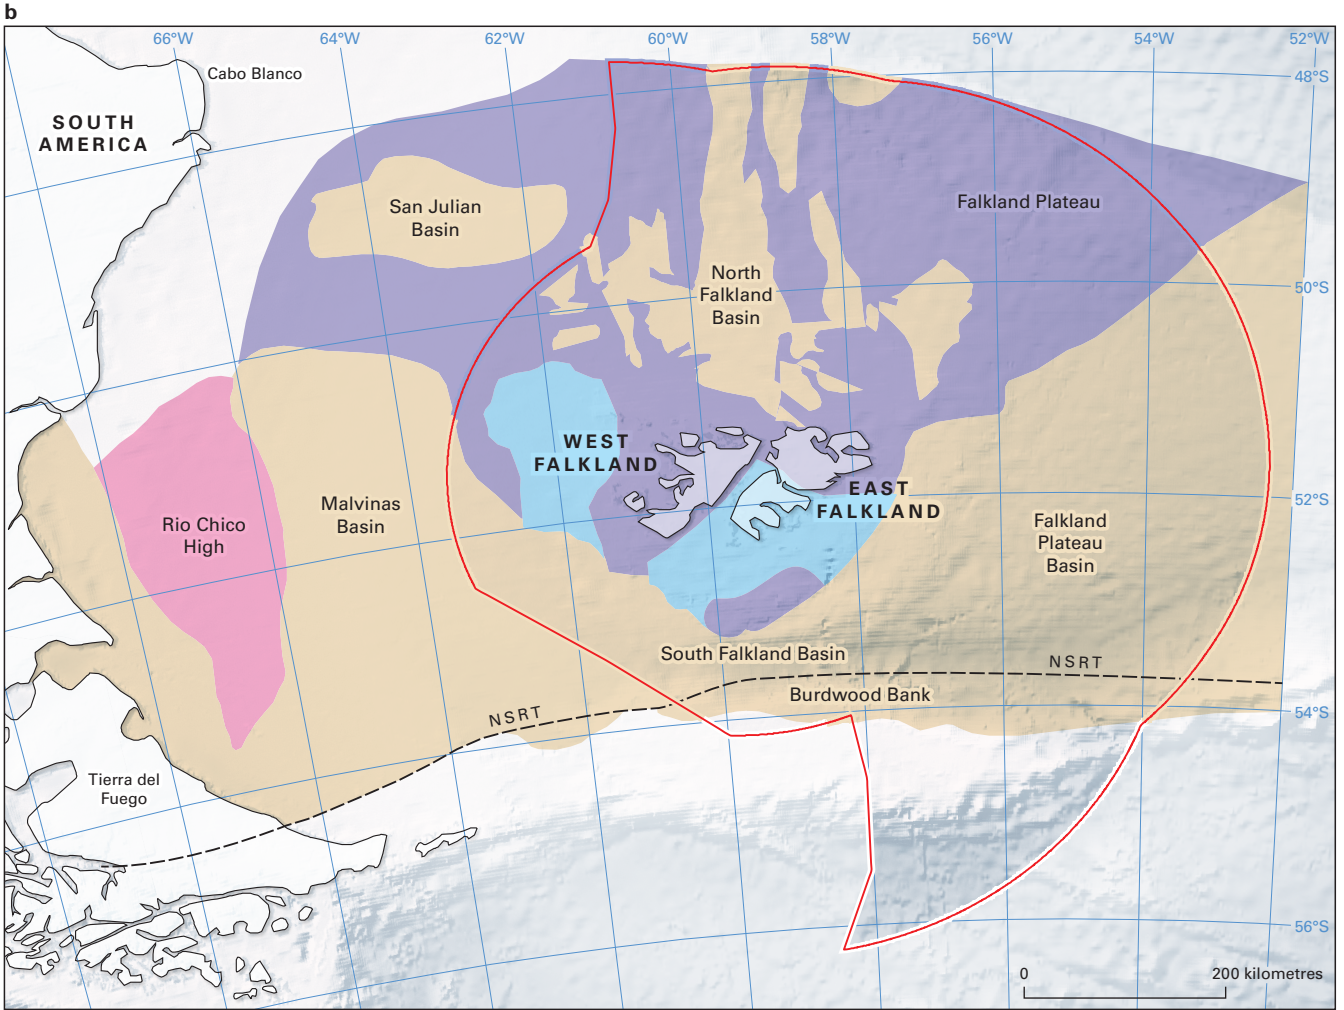 b
66°W
64°W
62°W
60°W
58°W
56°W
54°W
52°W
48°S
Cabo Blanco
SOUTH
AMERICA
San Julian
Basin
Falkland Plateau
North
Falkland
Basin
50°S
WEST
FALKLAND
EAST
FALKLAND
52°S
Malvinas
Basin
Rio Chico
High
Falkland
Plateau
Basin
South Falkland Basin
NSRT
Burdwood Bank
NSRT
54°S
Tierra del
Fuego
56°S
0
200 kilometres